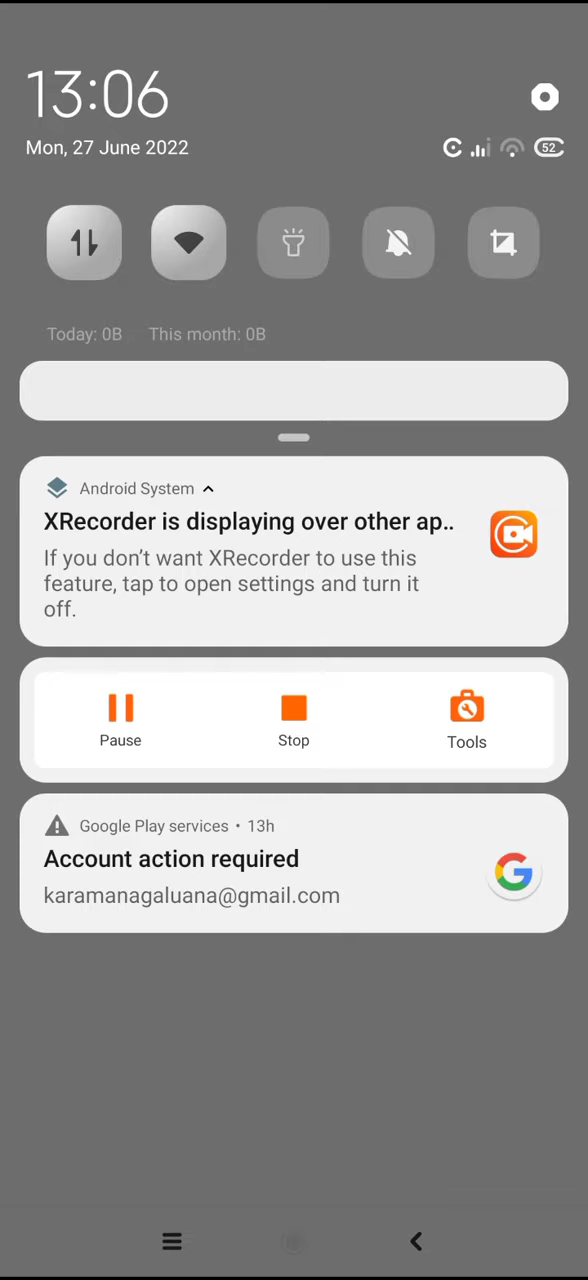 13:06
Mon, 27 June 2022
52
Today: 0B This month: 0B
Android System
XRecorder is displaying over other ap..
If you don’t want XRecorder to use this
feature, tap to open settings and turn it
off.
Pause Stop Tools
Google Play services • 13h
Account action required
karamanagaluana@gmail.com